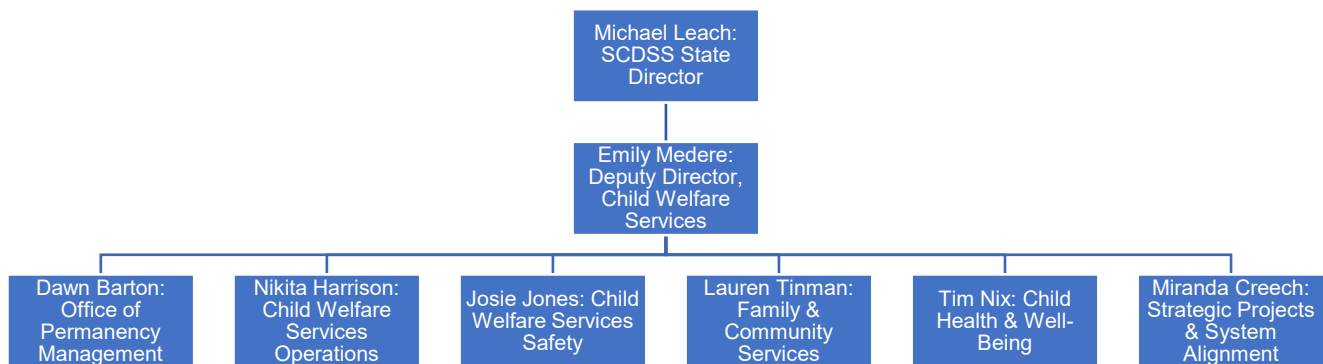 Michael Leach:
SCDSS State
Director
Emily Medere:
Deputy Director,
Child Welfare
Services
Dawn Barton:
Office of
Permanency
Management
Nikita Harrison:
Child Welfare
Services
Operations
Josie Jones: Child
Welfare Services
Safety
Lauren Tinman:
Family &
Community
Services
Tim Nix: Child
Health & Well-
Being
Miranda Creech:
Strategic Projects
& System
Alignment